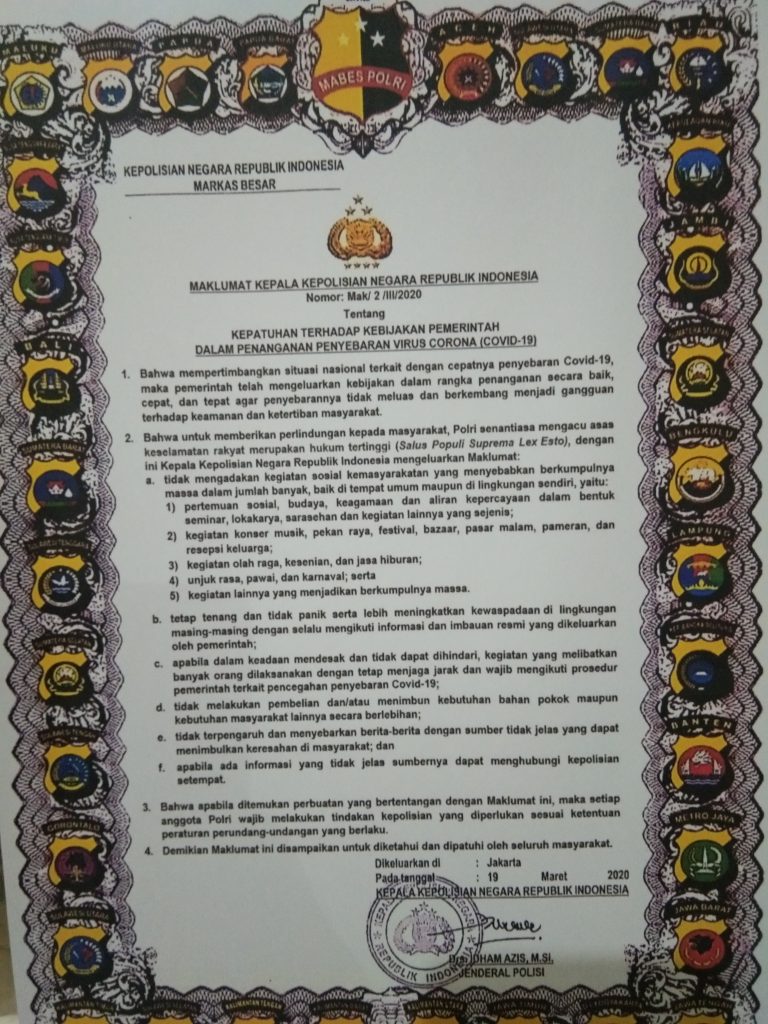 MALUKU
PAPUA
MABES POLRI
ACEH
RIAU
JAMBI
SUMATERA SELATAN
BENGKULU
LAMPUNG
BANTEN
METRO JAYA
JAWA BARAT
BALI
SUMATERA BARAT
SULAWESI TENGGARA
GORONTALO
KEPOLISIAN NEGARA REPUBLIK INDONESIA
MARKAS BESAR
MAKLUMAT KEPALA KEPOLISIAN NEGARA REPUBLIK INDONESIA
Nomor: Mak/ 2 /III/2020
Tentang
KEPATUHAN TERHADAP KEBIJAKAN PEMERINTAH
DALAM PENANGANAN PENYEBARAN VIRUS CORONA (COVID-19)
1. Bahwa mempertimbangkan situasi nasional terkait dengan cepatnya penyebaran Covid-19,
maka pemerintah telah mengeluarkan kebijakan dalam rangka penanganan secara baik,
cepat, dan tepat agar penyebarannya tidak meluas dan berkembang menjadi gangguan
terhadap keamanan dan ketertiban masyarakat.
2. Bahwa untuk memberikan perlindungan kepada masyarakat, Polri senantiasa mengacu asas
keselamatan rakyat merupakan hukum tertinggi (Salus Populi Suprema Lex Esto), dengan
ini Kepala Kepolisian Negara Republik Indonesia mengeluarkan Maklumat:
a. tidak mengadakan kegiatan sosial kemasyarakatan yang menyebabkan berkumpulnya
massa dalam jumlah banyak, baik di tempat umum maupun di lingkungan sendiri, yaitu:
1) pertemuan sosial, budaya, keagamaan dan aliran kepercayaan dalam bentuk
seminar, lokakarya, sarasehan dan kegiatan lainnya yang sejenis;
2) kegiatan konser musik, pekan raya, festival, bazaar, pasar malam, pameran, dan
resepsi keluarga;
3) kegiatan olah raga, kesenian, dan jasa hiburan;
4) unjuk rasa, pawai, dan karnaval; serta
5) kegiatan lainnya yang menjadikan berkumpulnya massa.
b. tetap tenang dan tidak panik serta lebih meningkatkan kewaspadaan di lingkungan
masing-masing dengan selalu mengikuti informasi dan imbauan resmi yang dikeluarkan
oleh pemerintah;
c. apabila dalam keadaan mendesak dan tidak dapat dihindari, kegiatan yang melibatkan
banyak orang dilaksanakan dengan tetap menjaga jarak dan wajib mengikuti prosedur
pemerintah terkait pencegahan penyebaran Covid-19;
d. tidak melakukan pembelian dan/atau menimbun kebutuhan bahan pokok maupun
kebutuhan masyarakat lainnya secara berlebihan;
e. tidak terpengaruh dan menyebarkan berita-berita dengan sumber tidak jelas yang dapat
menimbulkan keresahan di masyarakat; dan
f. apabila ada informasi yang tidak jelas sumbernya dapat menghubungi kepolisian
setempat.
3. Bahwa apabila ditemukan perbuatan yang bertentangan dengan Maklumat ini, maka setiap
anggota Polri wajib melakukan tindakan kepolisian yang diperlukan sesuai ketentuan
peraturan perundang-undangan yang berlaku.
4. Demikian Maklumat ini disampaikan untuk diketahui dan dipatuhi oleh seluruh masyarakat.
Dikeluarkan di : Jakarta
Pada tanggal : 19 Maret 2020
KEPALA KEPOLISIAN NEGARA REPUBLIK INDONESIA
REPUBLIK INDONESIA
Drs. IDHAM AZIS, M.Si.
JENDERAL POLISI